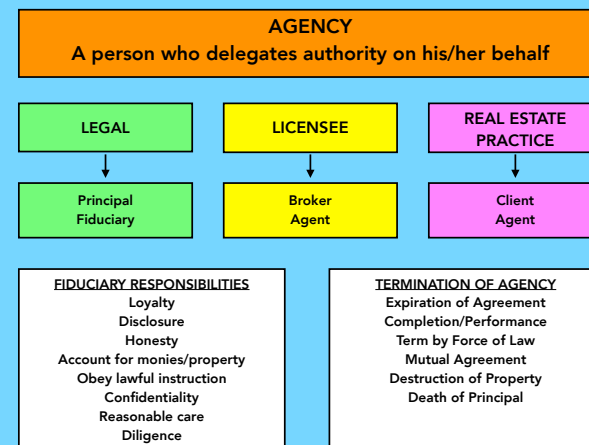 AGENCY
A person who delegates authority on his/her behalf
LEGAL
LICENSEE
REAL ESTATE
PRACTICE
Principal
Fiduciary
Broker
Agent
Client
Agent
FIDUCIARY RESPONSIBILITIES
Loyalty
Disclosure
Honesty
Account for monies/property
Obey lawful instruction
Confidentiality
Reasonable care
Diligence
TERMINATION OF AGENCY
Expiration of Agreement
Completion/Performance
Term by Force of Law
Mutual Agreement
Destruction of Property
Death of Principal